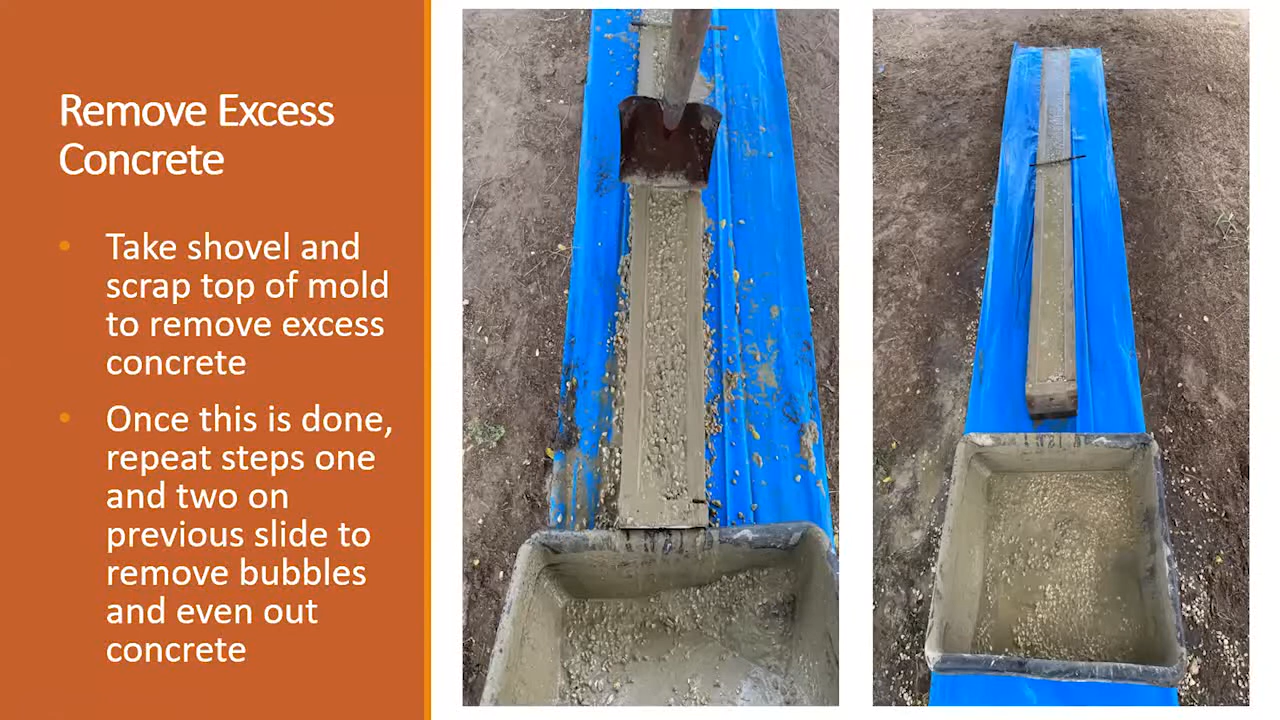 Remove Excess
Concrete
• Take shovel and
scrap top of mold
to remove excess
concrete
• Once this is done,
repeat steps one
and two on
previous slide to
remove bubbles
and even out
concrete